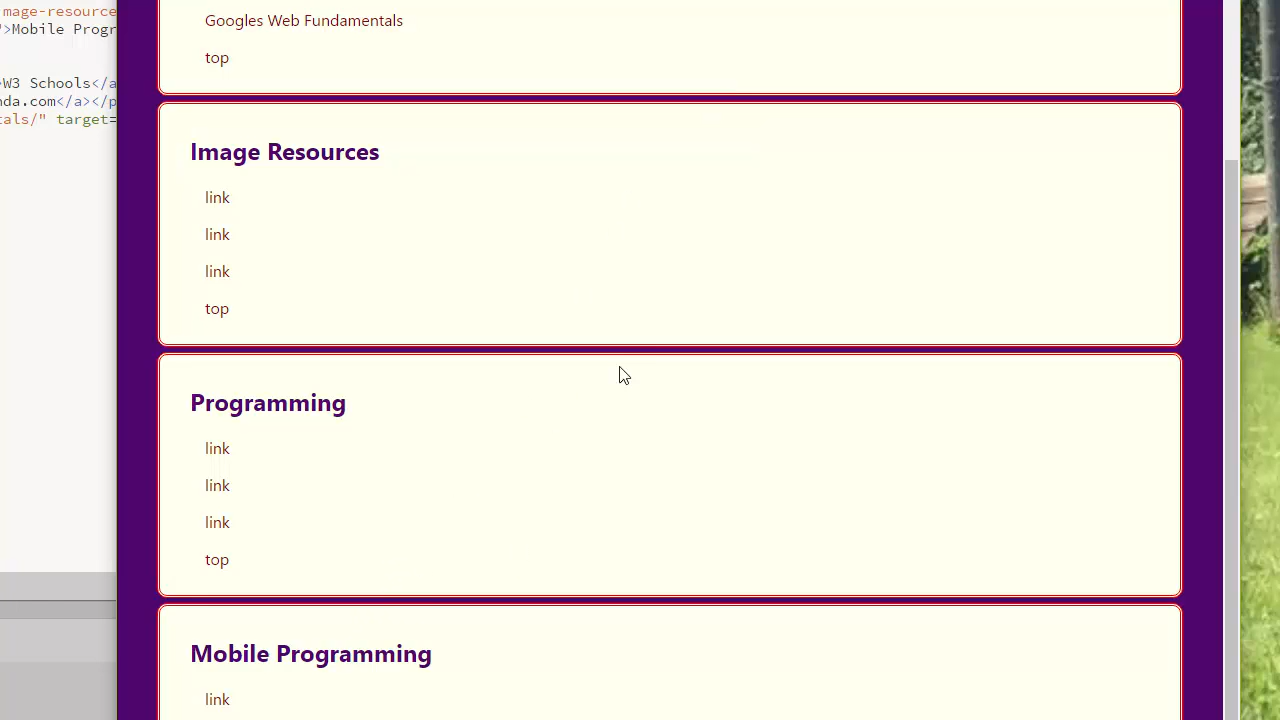 mage-resource
">Mobile Progr
W3 Schools</a
nda.com</a></p
tals/" target=
Googles Web Fundamentals
top
Image Resources
link
link
link
top
Programming
link
link
link
top
Mobile Programming
link